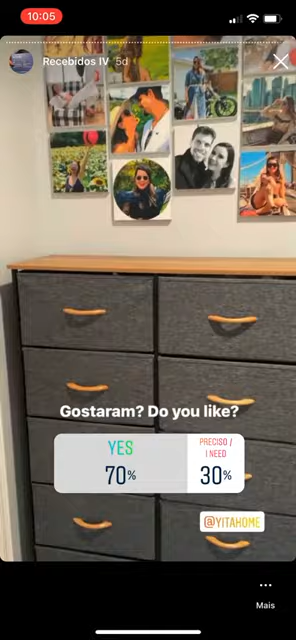 10:05
Recebidos IV 5d
Gostaram? Do you like?
YES
70%
PRECISO /
I NEED
30%
@YITAHOME
Mais